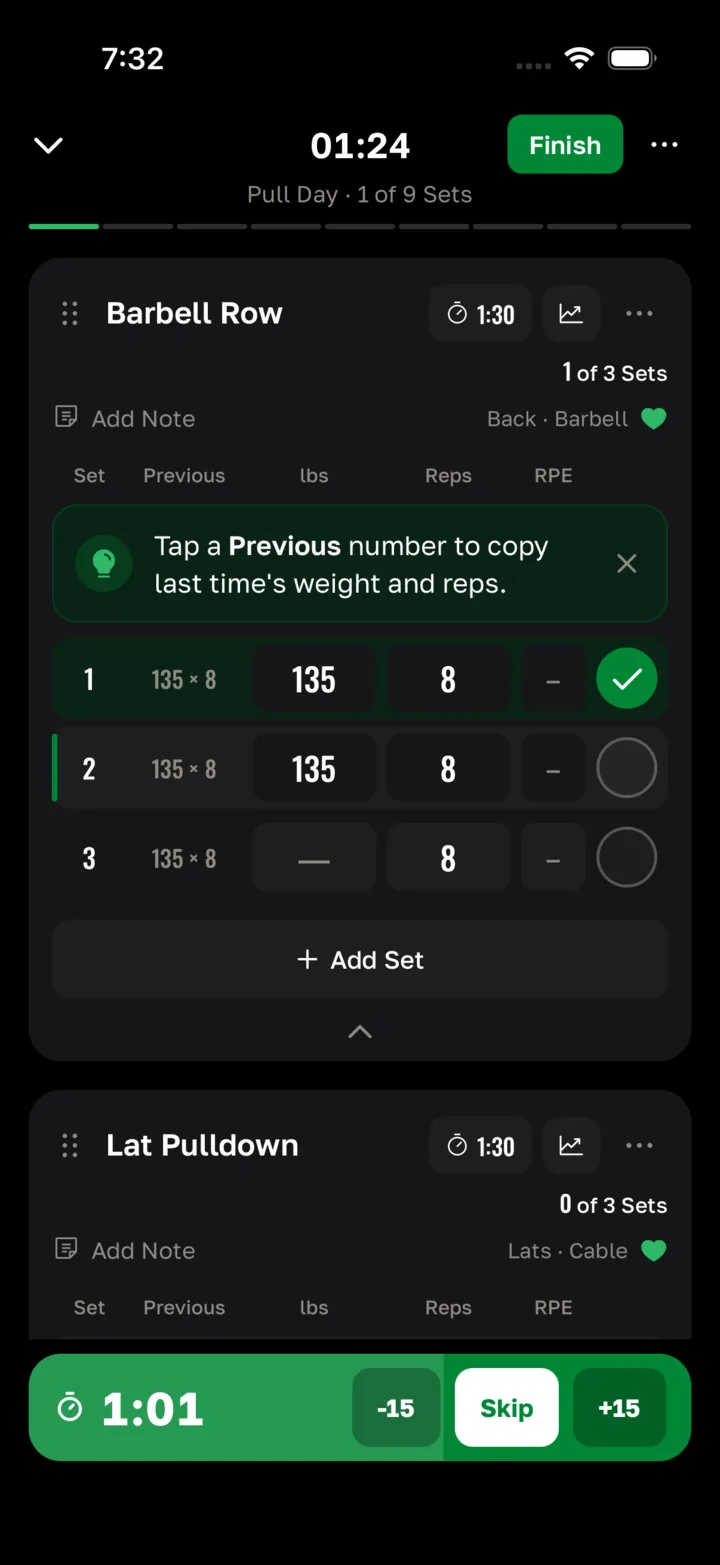 7:32
01:24
Finish
Pull Day · 1 of 9 Sets
Barbell Row
1:30
1 of 3 Sets
Add Note
Back · Barbell
Set Previous lbs Reps RPE
Tap a Previous number to copy
last time's weight and reps.
1 135 × 8 135 8 –
2 135 × 8 135 8 –
3 135 × 8 — 8 –
+ Add Set
Lat Pulldown
1:30
0 of 3 Sets
Add Note
Lats · Cable
Set Previous lbs Reps RPE
1:01
-15
Skip
+15